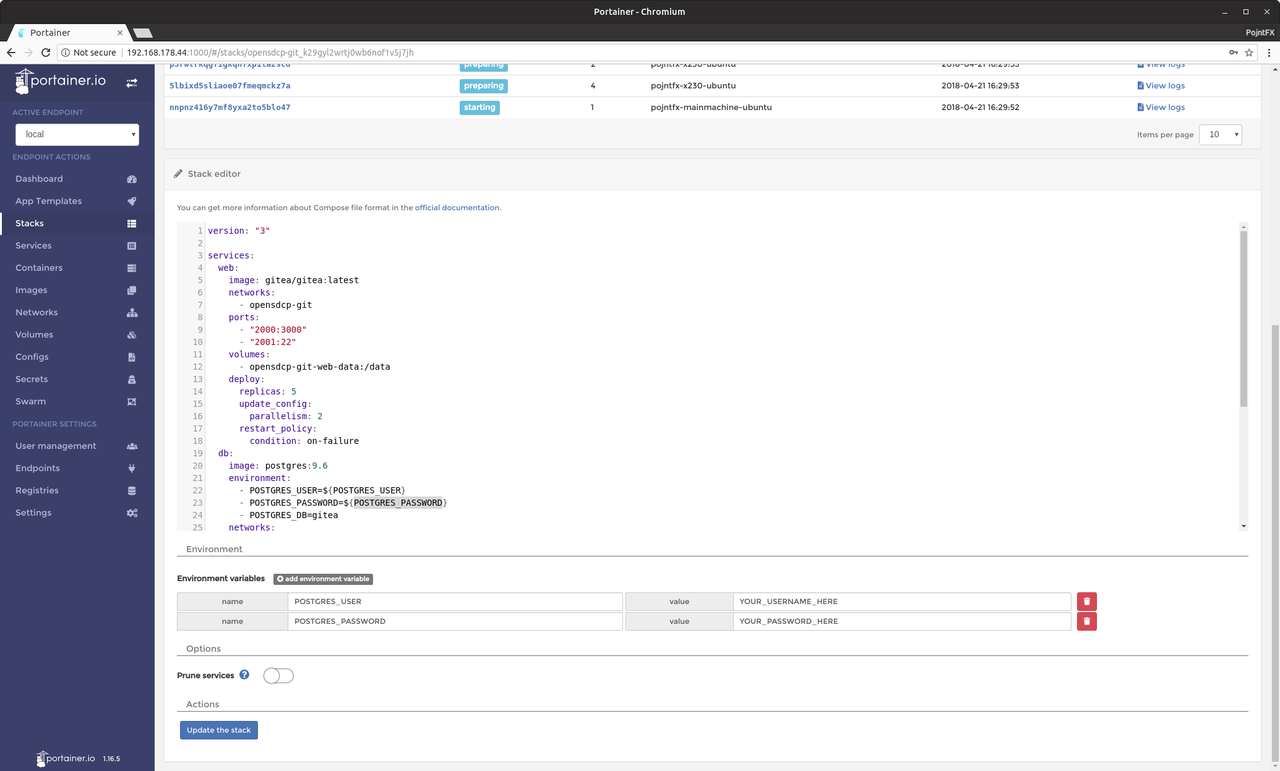 Portainer - Chromium
Portainer
PojntFX
Not secure | 192.168.178.44:1000/#/stacks/opensdcp-git_k29gyl2wrtj0wb6nof1v5j7jh
portainer.io
ACTIVE ENDPOINT
local
ENDPOINT ACTIONS
Dashboard
App Templates
Stacks
Services
Containers
Images
Networks
Volumes
Configs
Secrets
Swarm
PORTAINER SETTINGS
User management
Endpoints
Registries
Settings
portainer.io 1.16.5
preparing 2 pojntfx-x230-ubuntu 2018-04-21 16:29:53 View logs
5lbixd5sliaoe07fmeqmckz7a preparing 4 pojntfx-x230-ubuntu 2018-04-21 16:29:53 View logs
nnpnz416y7mf8yxa2to5blo47 starting 1 pojntfx-mainmachine-ubuntu 2018-04-21 16:29:52 View logs
Items per page 10
Stack editor
You can get more information about Compose file format in the official documentation.
1 version: "3"
2
3 services:
4 web:
5 image: gitea/gitea:latest
6 networks:
7 - opensdcp-git
8 ports:
9 - "2000:3000"
10 - "2001:22"
11 volumes:
12 - opensdcp-git-web-data:/data
13 deploy:
14 replicas: 5
15 update_config:
16 parallelism: 2
17 restart_policy:
18 condition: on-failure
19 db:
20 image: postgres:9.6
21 environment:
22 - POSTGRES_USER=${POSTGRES_USER}
23 - POSTGRES_PASSWORD=${POSTGRES_PASSWORD}
24 - POSTGRES_DB=gitea
25 networks:
Environment
Environment variables add environment variable
name POSTGRES_USER value YOUR_USERNAME_HERE
name POSTGRES_PASSWORD value YOUR_PASSWORD_HERE
Options
Prune services ?
Actions
Update the stack